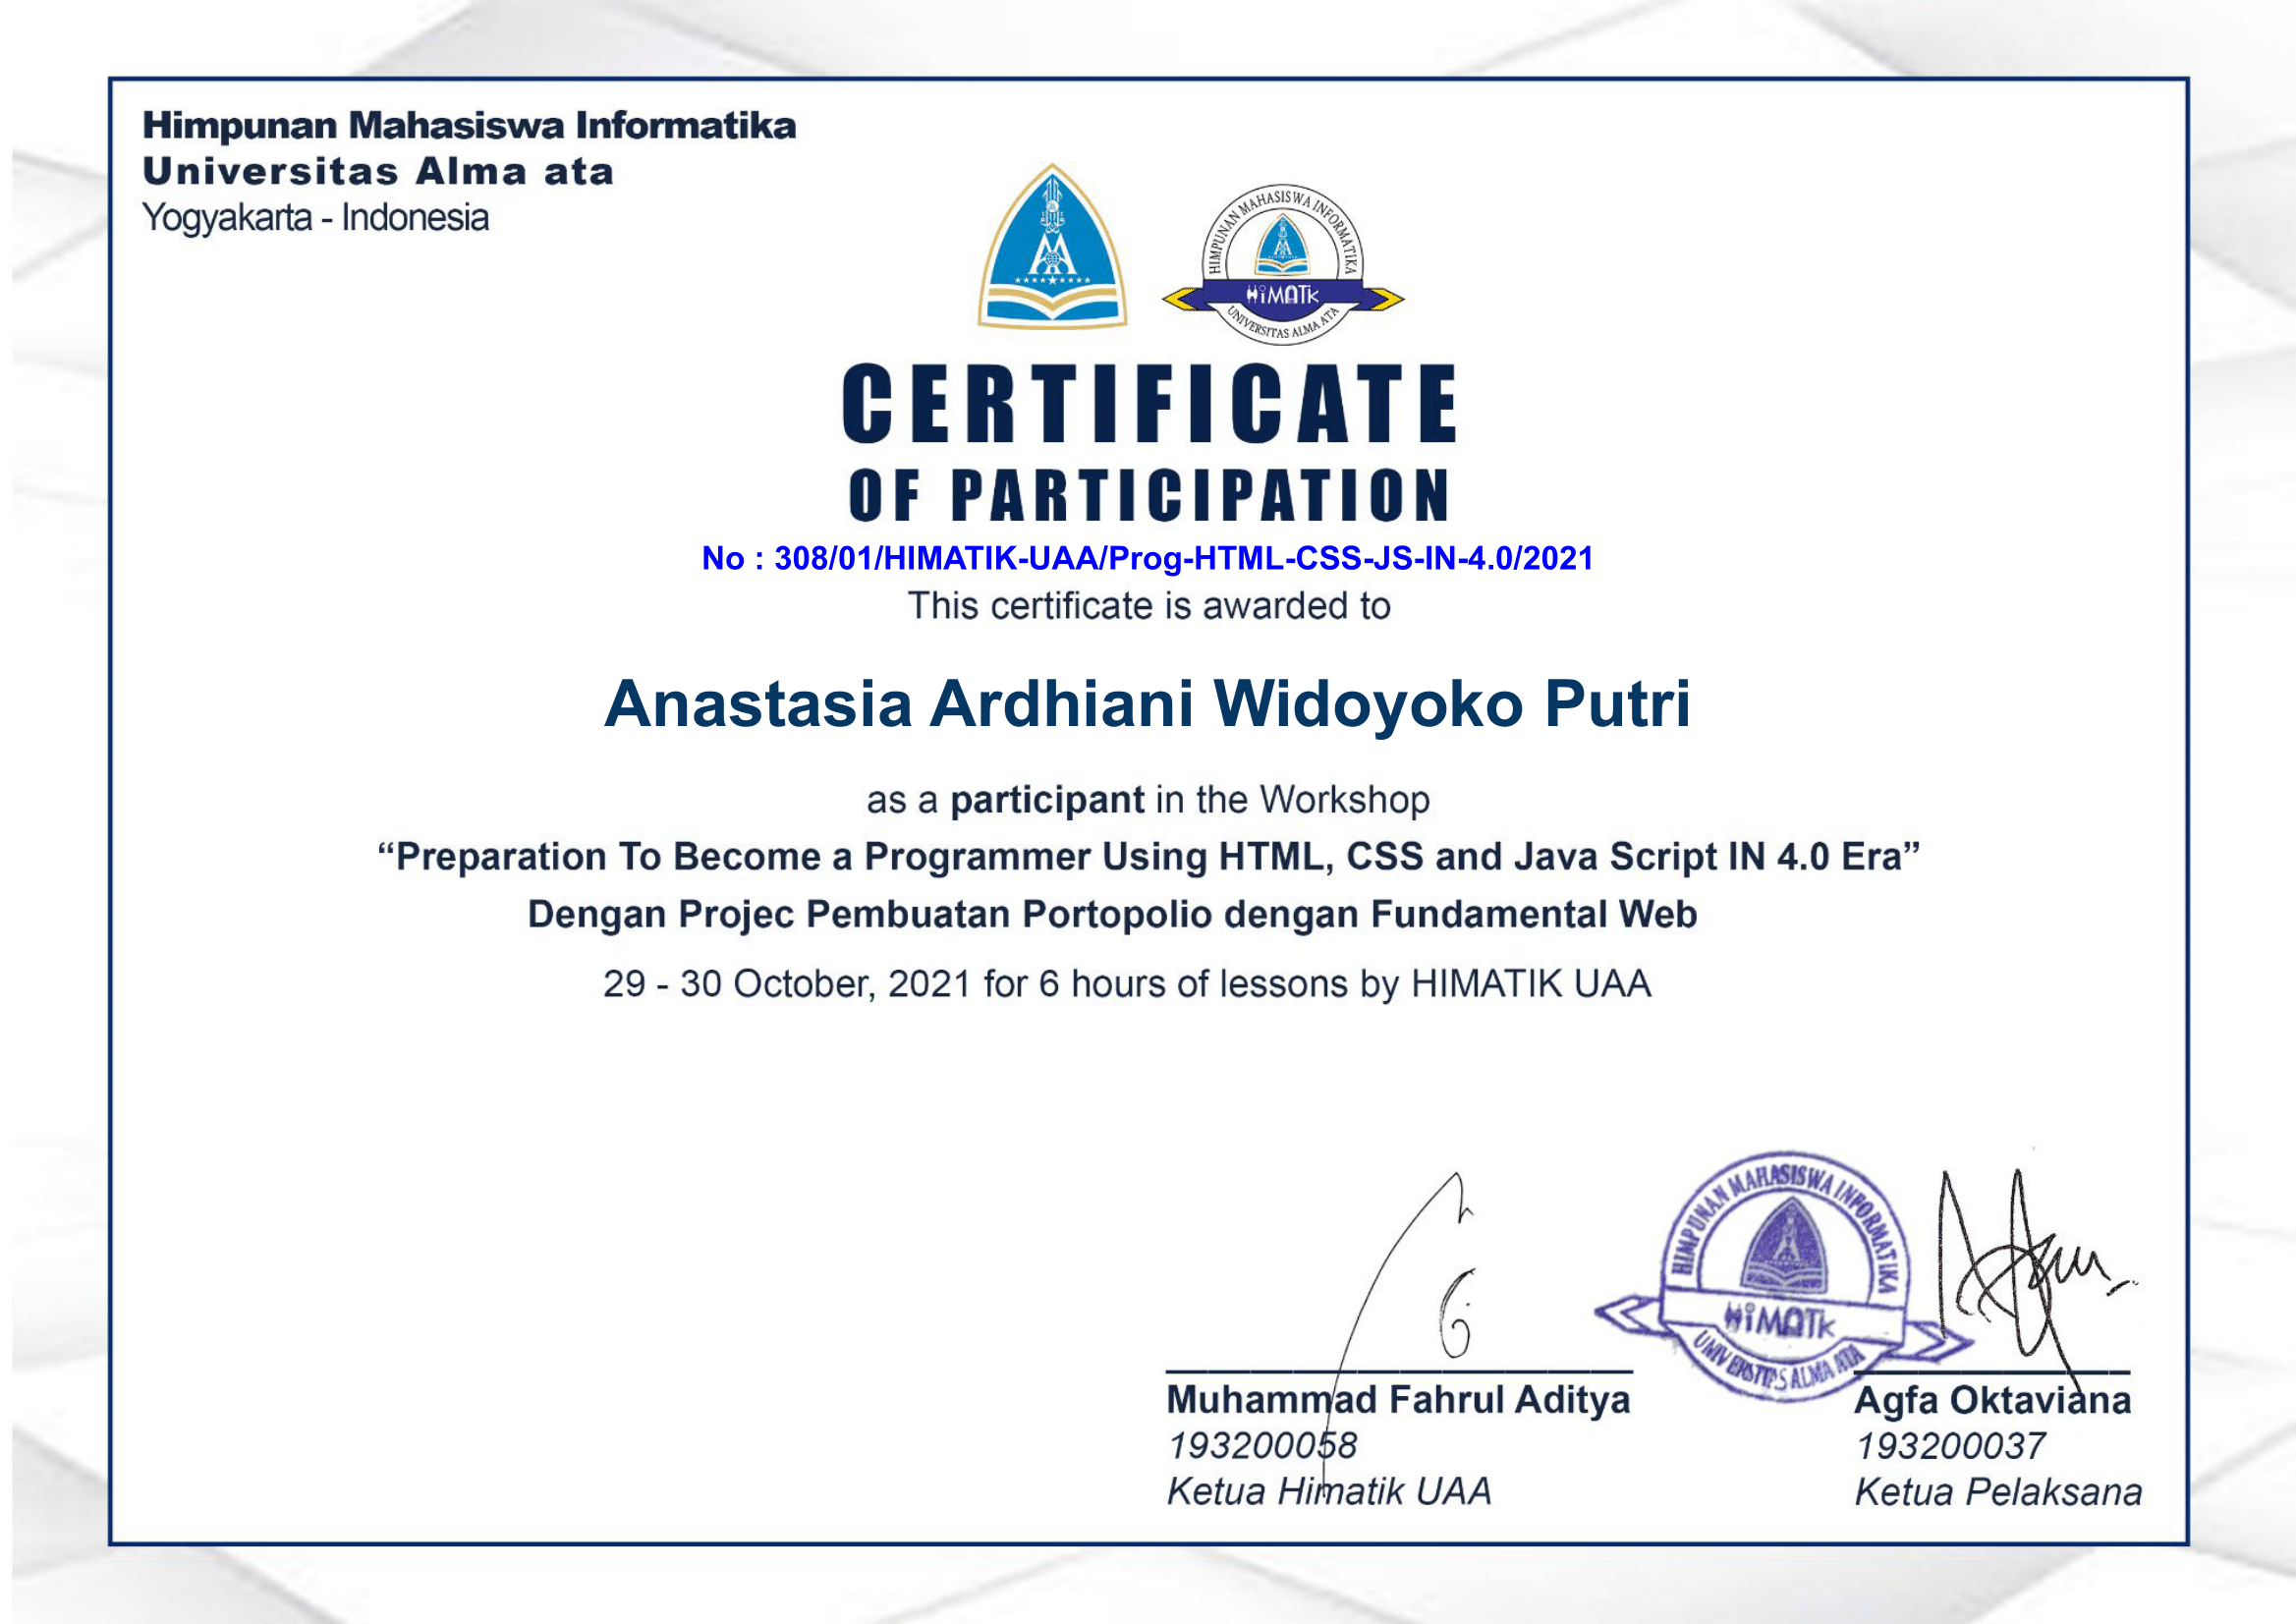 Himpunan Mahasiswa Informatika
Universitas Alma ata
Yogyakarta - Indonesia
HIMPUNAN MAHASISWA INFORMATIKA
HiMATik
UNIVERSITAS ALMA ATA
CERTIFICATE
OF PARTICIPATION
No : 308/01/HIMATIK-UAA/Prog-HTML-CSS-JS-IN-4.0/2021
This certificate is awarded to
Anastasia Ardhiani Widoyoko Putri
as a participant in the Workshop
“Preparation To Become a Programmer Using HTML, CSS and Java Script IN 4.0 Era”
Dengan Projec Pembuatan Portopolio dengan Fundamental Web
29 - 30 October, 2021 for 6 hours of lessons by HIMATIK UAA
HIMPUNAN MAHASISWA INFORMATIKA
HiMATik
UNIVERSITAS ALMA ATA
Muhammad Fahrul Aditya
193200058
Ketua Himatik UAA
Agfa Oktaviana
193200037
Ketua Pelaksana